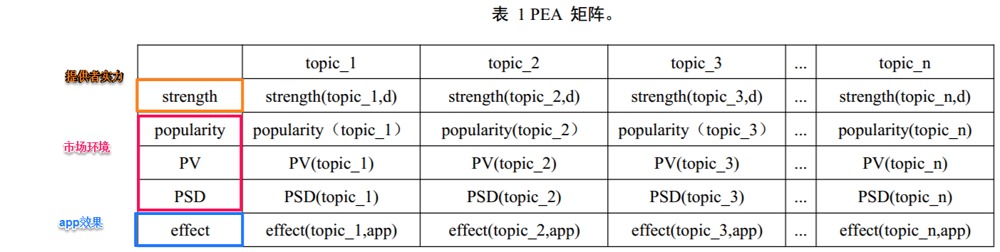 表 1 PEA 矩阵。
topic_1 topic_2 topic_3 ... topic_n
提供者实力
strength strength(topic_1,d) strength(topic_2,d) strength(topic_3,d) ... strength(topic_n,d)
popularity popularity（topic_1） popularity(topic_2） popularity（topic_3） ... popularity(topic_n)
市场环境
PV PV(topic_1) PV(topic_2) PV(topic_3) ... PV(topic_n)
PSD PSD(topic_1) PSD(topic_2) PSD(topic_3) ... PSD(topic_n)
app效果
effect effect(topic_1,app) effect(topic_2,app) effect(topic_3,app) ... effect(topic_n,app)